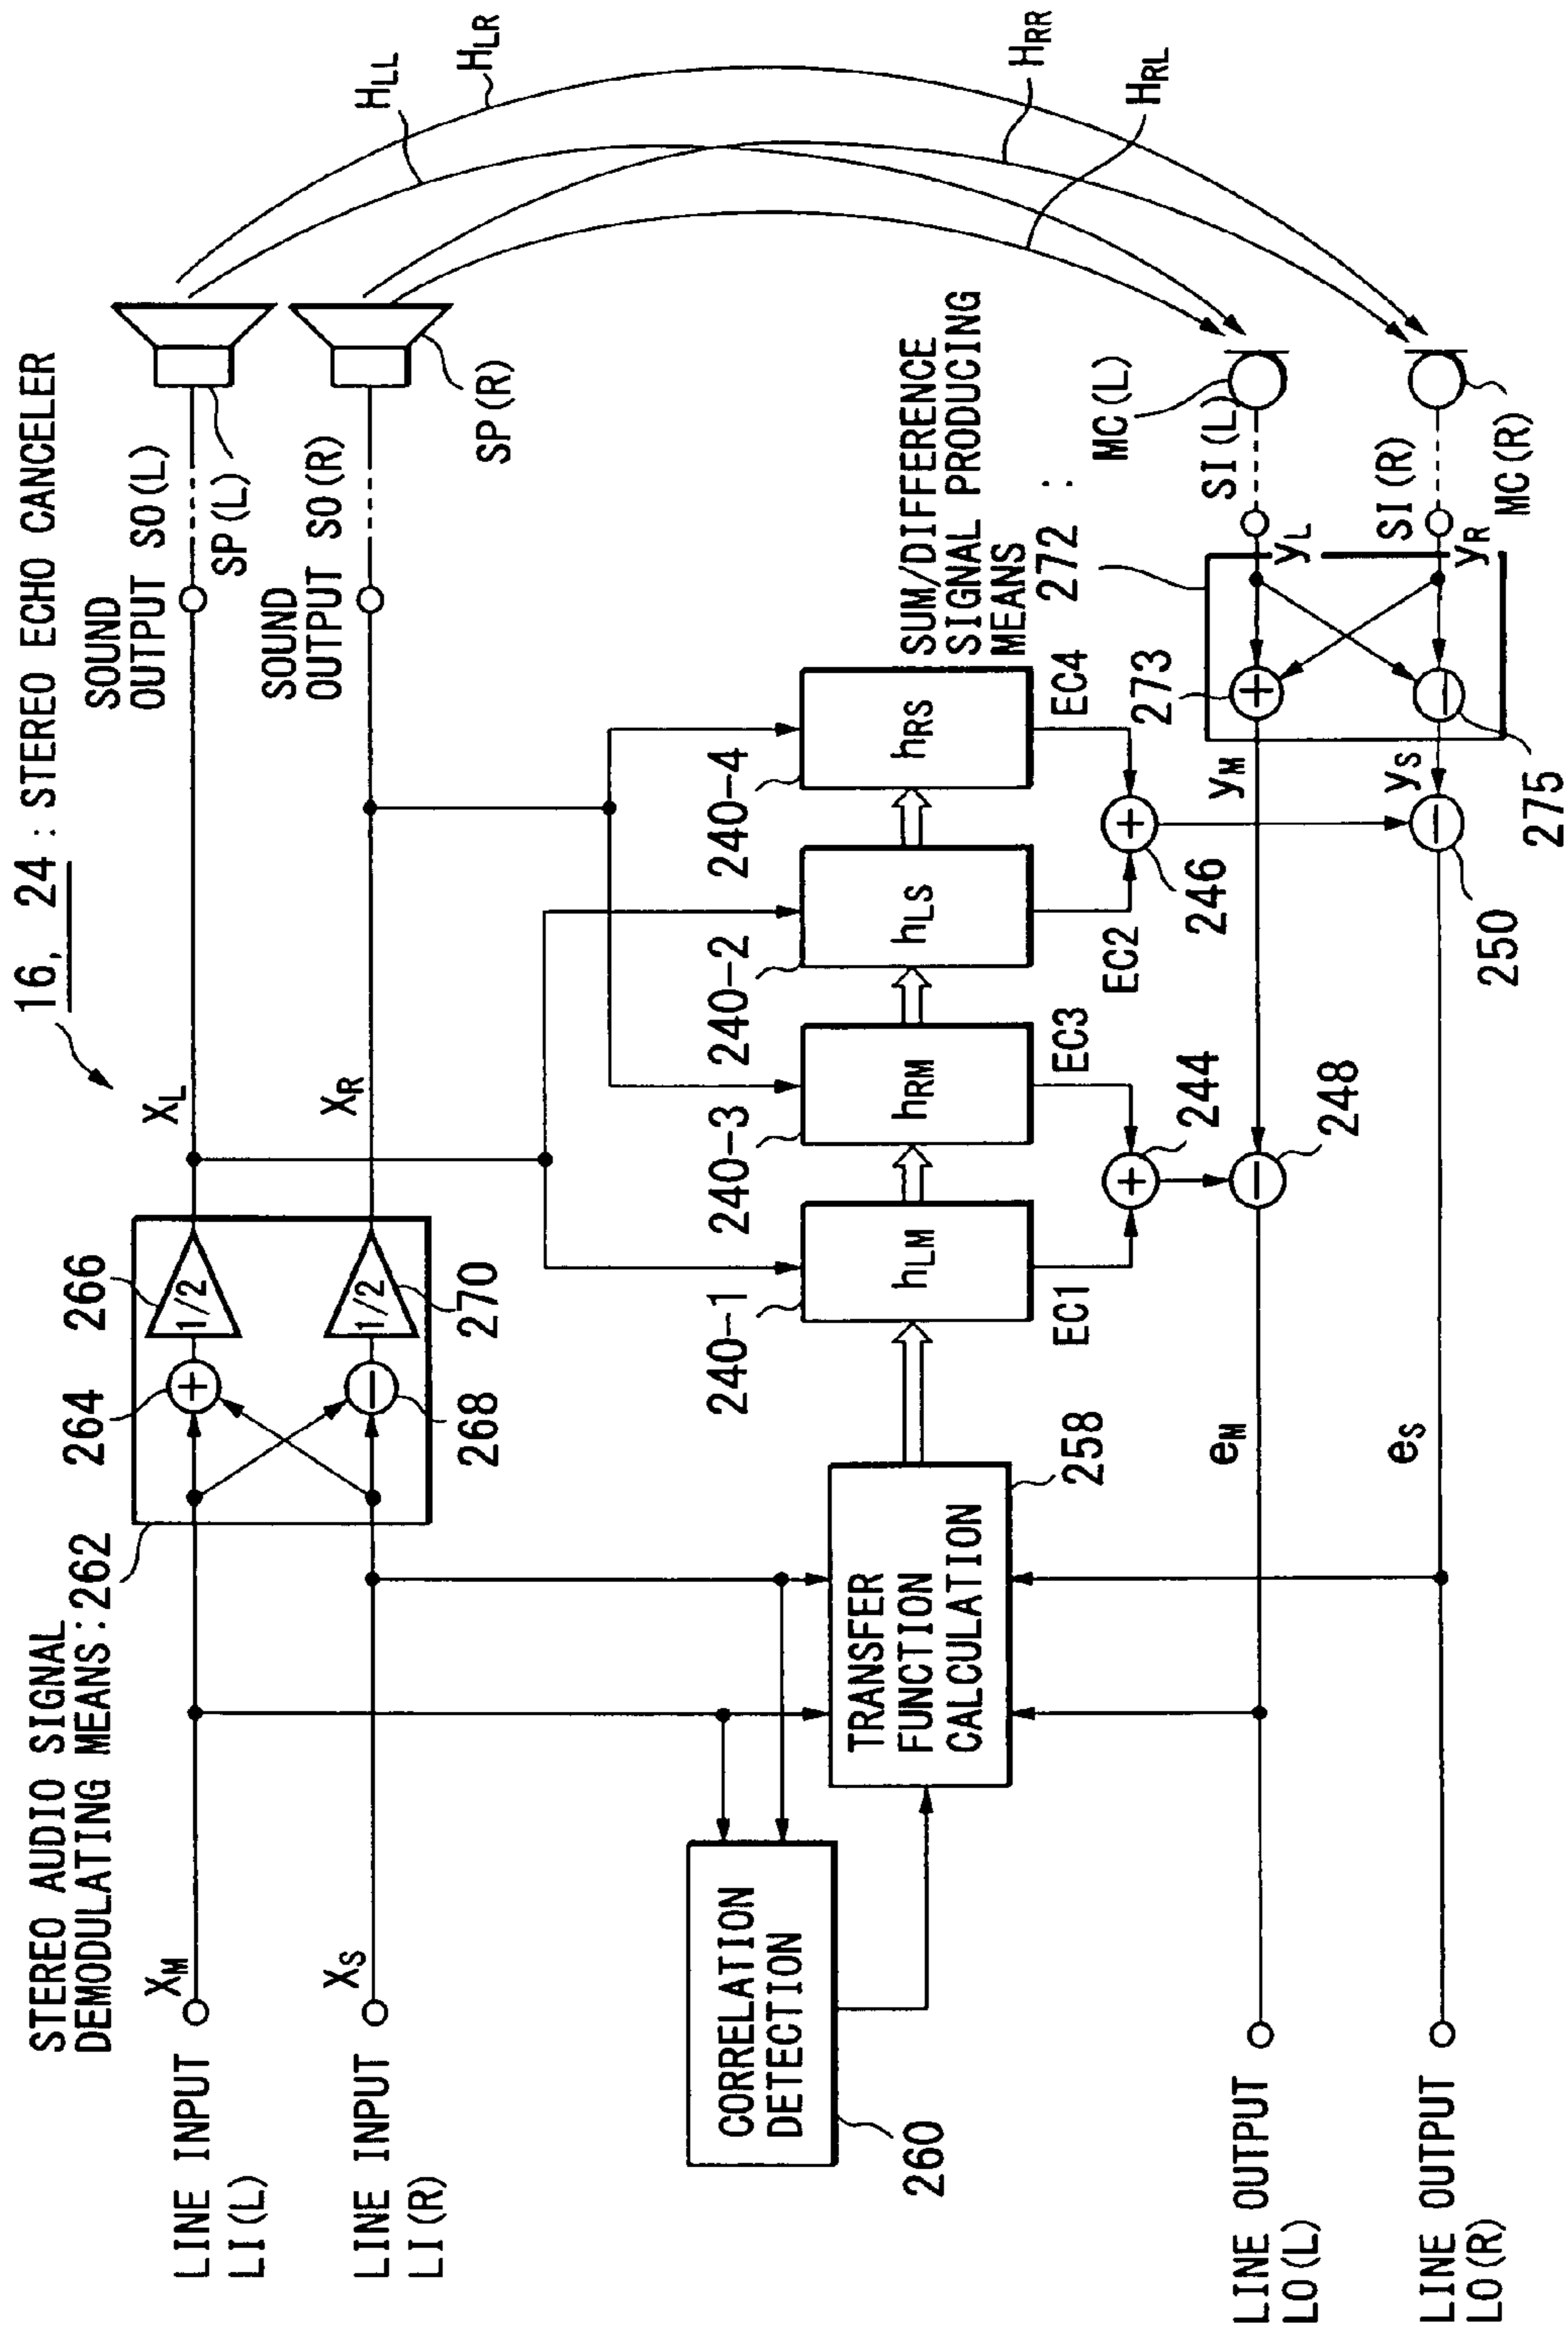 16, 24 : STEREO ECHO CANCELER
STEREO AUDIO SIGNAL
DEMODULATING MEANS : 262
264
266
1/2
268
270
1/2
+
−
LINE INPUT
LI(L)
XM
LINE INPUT
LI(R)
XS
XL
XR
SOUND
OUTPUT SO(L)
SP(L)
SOUND
OUTPUT SO(R)
SP(R)
HLL
HLR
HRR
HRL
CORRELATION
DETECTION
260
TRANSFER
FUNCTION
CALCULATION
258
240-1
hLM
240-3
hRM
240-2
hLS
240-4
hRS
EC1
EC3
EC2
EC4
+
244
+
246
SUM/DIFFERENCE
SIGNAL PRODUCING
MEANS
272 :
273
+
−
275
yM
yS
yL
yR
SI(L)
MC(L)
SI(R)
MC(R)
−
248
−
250
eM
eS
LINE OUTPUT
LO(L)
LINE OUTPUT
LO(R)